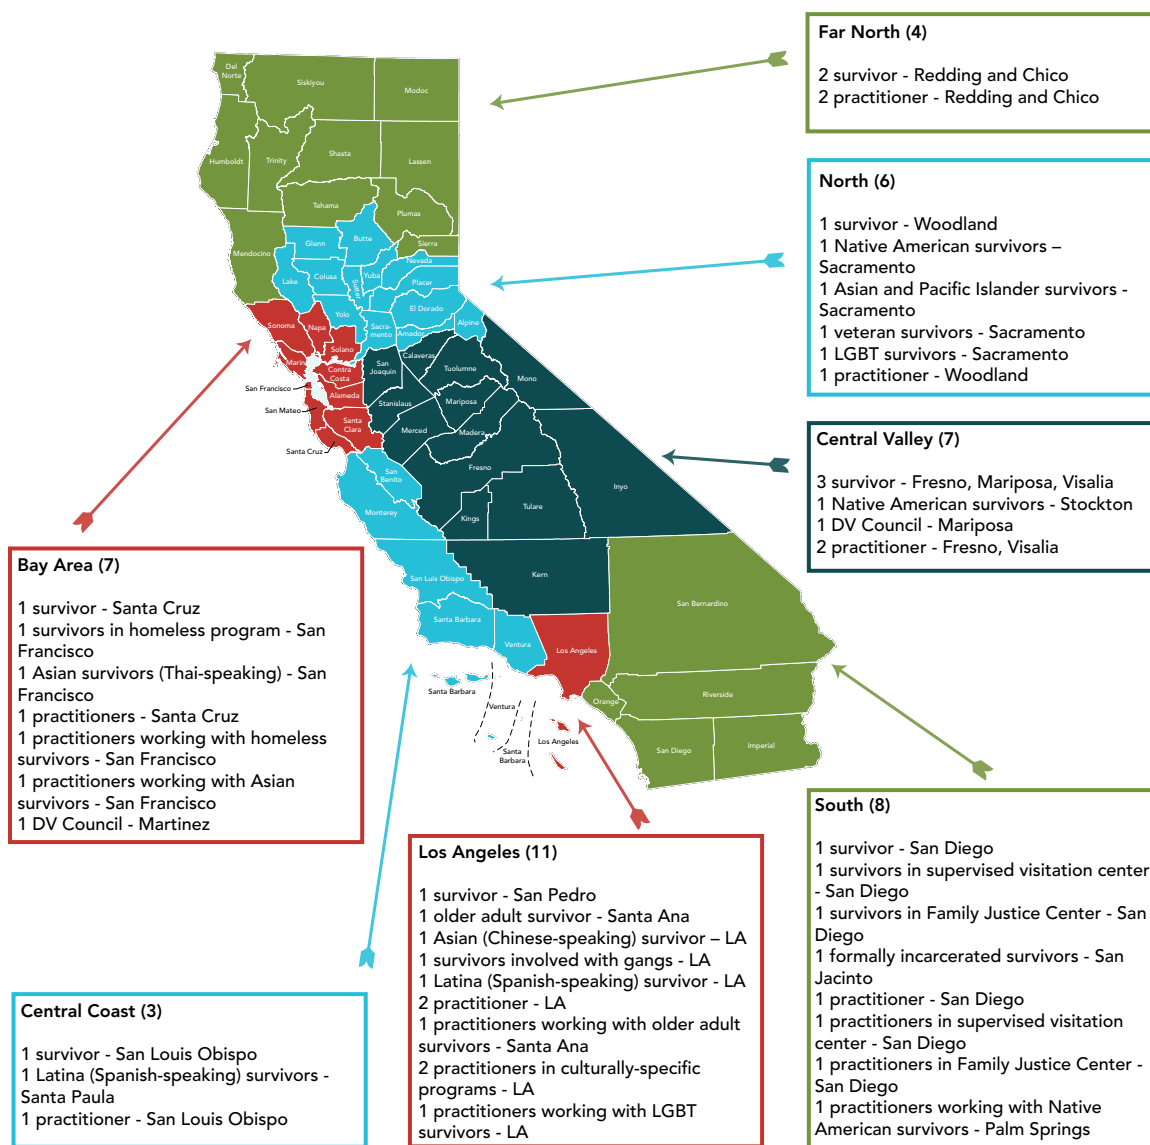 Far North (4)
2 survivor - Redding and Chico
2 practitioner - Redding and Chico
North (6)
1 survivor - Woodland
1 Native American survivors –
Sacramento
1 Asian and Pacific Islander survivors -
Sacramento
1 veteran survivors - Sacramento
1 LGBT survivors - Sacramento
1 practitioner - Woodland
Central Valley (7)
3 survivor - Fresno, Mariposa, Visalia
1 Native American survivors - Stockton
1 DV Council - Mariposa
2 practitioner - Fresno, Visalia
Del
Norte
Siskiyou
Modoc
Humboldt
Trinity
Shasta
Lassen
Tehama
Plumas
Mendocino
Glenn
Butte
Sierra
Lake
Colusa
Sutter
Yuba
Nevada
Placer
Yolo
El Dorado
Sonoma
Napa
Sacra-
mento
Amador
Alpine
Solano
Marin
Contra
Costa
San
Joaquin
Calaveras
Tuolumne
Mono
San Francisco
Alameda
San Mateo
Stanislaus
Mariposa
Santa
Clara
Merced
Madera
Santa Cruz
San
Benito
Fresno
Inyo
Monterey
Kings
Tulare
San Luis Obispo
Kern
San Bernardino
Santa Barbara
Ventura
Los Angeles
Santa Barbara
Ventura
Santa
Barbara
Los Angeles
Orange
Riverside
San Diego
Imperial
Bay Area (7)
1 survivor - Santa Cruz
1 survivors in homeless program - San
Francisco
1 Asian survivors (Thai-speaking) - San
Francisco
1 practitioners - Santa Cruz
1 practitioners working with homeless
survivors - San Francisco
1 practitioners working with Asian
survivors - San Francisco
1 DV Council - Martinez
Central Coast (3)
1 survivor - San Louis Obispo
1 Latina (Spanish-speaking) survivors -
Santa Paula
1 practitioner - San Louis Obispo
Los Angeles (11)
1 survivor - San Pedro
1 older adult survivor - Santa Ana
1 Asian (Chinese-speaking) survivor – LA
1 survivors involved with gangs - LA
1 Latina (Spanish-speaking) survivor - LA
2 practitioner - LA
1 practitioners working with older adult
survivors - Santa Ana
2 practitioners in culturally-specific
programs - LA
1 practitioners working with LGBT
survivors - LA
South (8)
1 survivor - San Diego
1 survivors in supervised visitation center
- San Diego
1 survivors in Family Justice Center - San
Diego
1 formally incarcerated survivors - San
Jacinto
1 practitioner - San Diego
1 practitioners in supervised visitation
center - San Diego
1 practitioners in Family Justice Center -
San Diego
1 practitioners working with Native
American survivors - Palm Springs